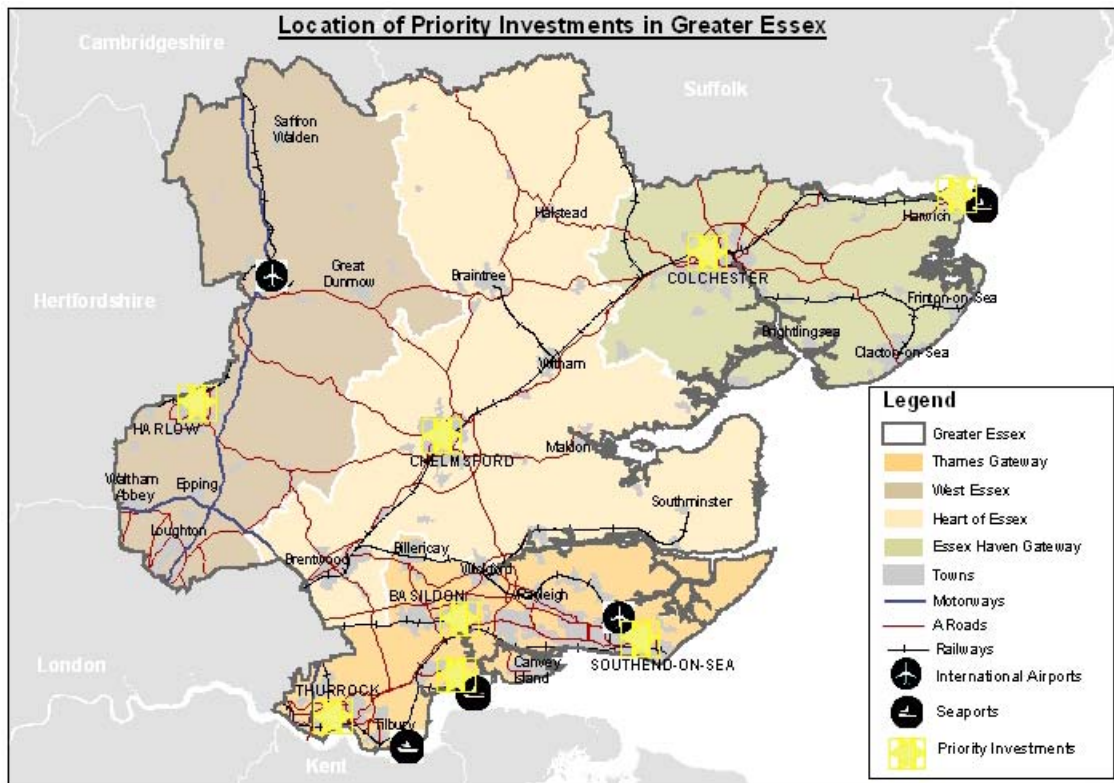 Location of Priority Investments in Greater Essex
Cambridgeshire
Suffolk
Saffron
Walden
Halstead
Harwich
Great
Dunmow
Braintree
COLCHESTER
Hertfordshire
Frinton-on-Sea
Brightlingsea
Clacton-on-Sea
Witham
HARLOW
CHELMSFORD
Maldon
Waltham
Abbey
Epping
Southminster
Loughton
Brentwood
Billericay
Wickford
BASILDON
Rayleigh
London
Canvey
Island
SOUTHEND-ON-SEA
THURROCK
Tilbury
Kent
Legend
Greater Essex
Thames Gateway
West Essex
Heart of Essex
Essex Haven Gateway
Towns
Motorways
A Roads
Railways
International Airports
Seaports
Priority Investments